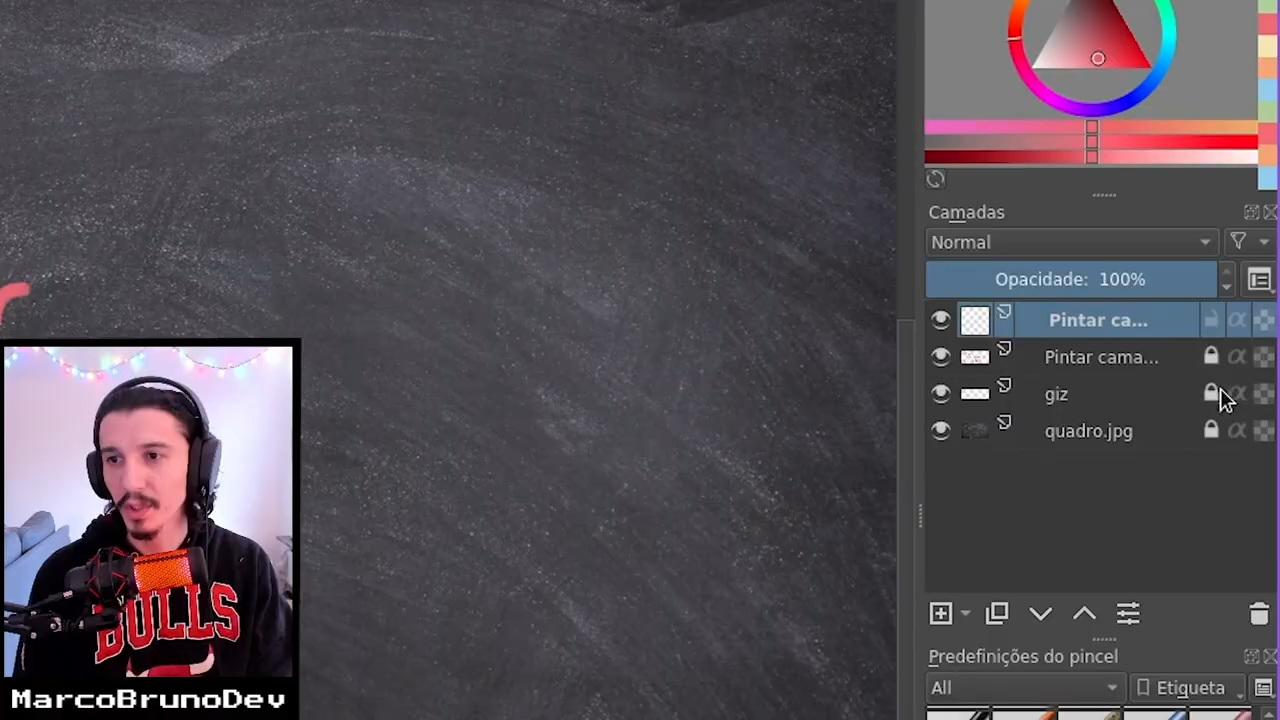 Camadas
Normal
Opacidade: 100%
Pintar ca...
Pintar cama...
giz
quadro.jpg
Predefinições do pincel
All
Etiqueta
BULLS
MarcoBrunoDev